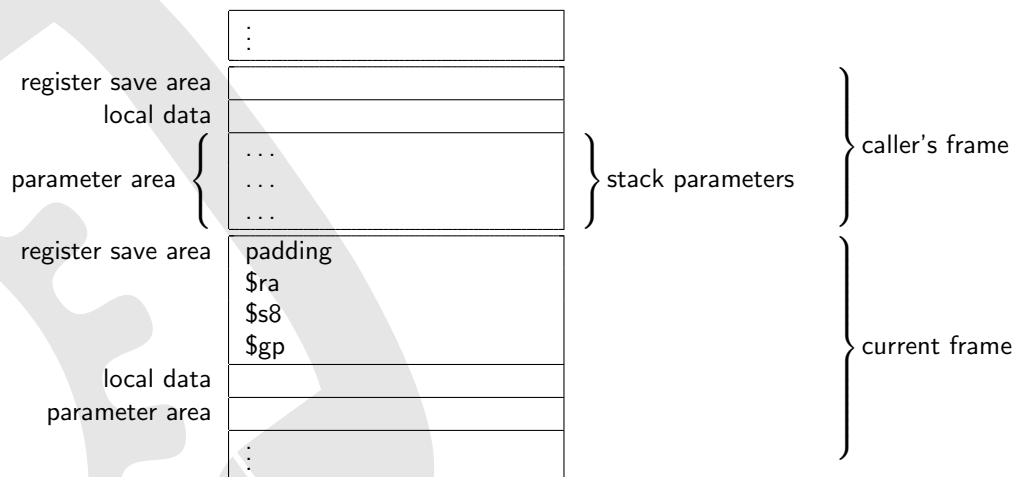 ⋮
register save area
local data
parameter area { . . . } stack parameters
. . .
. . .
} caller's frame
register save area padding
$ra
$s8
$gp
} current frame
local data
parameter area
⋮